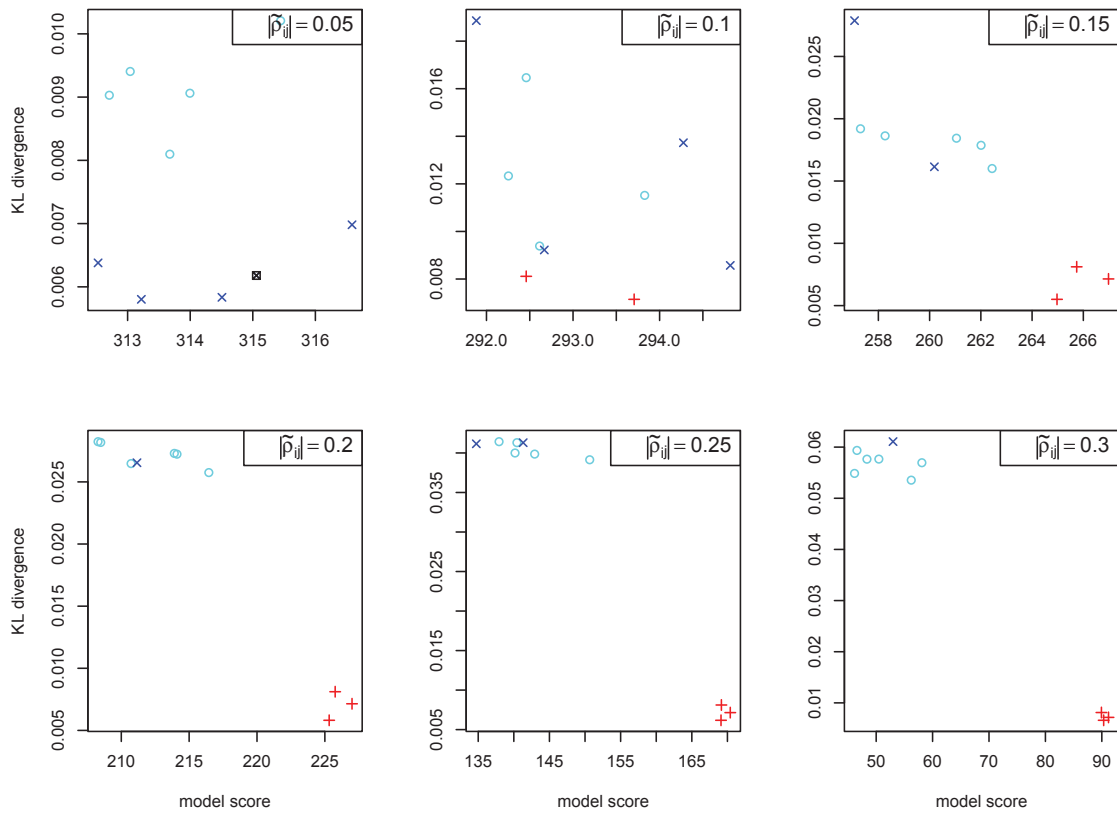 |ρ̃ij| = 0.05
KL divergence
0.006 0.007 0.008 0.009 0.010
313 314 315 316
|ρ̃ij| = 0.1
0.008 0.012 0.016
292.0 293.0 294.0
|ρ̃ij| = 0.15
0.005 0.010 0.015 0.020 0.025
258 260 262 264 266
|ρ̃ij| = 0.2
KL divergence
0.005 0.010 0.015 0.020 0.025
210 215 220 225
model score
|ρ̃ij| = 0.25
0.005 0.015 0.025 0.035
135 145 155 165
model score
|ρ̃ij| = 0.3
0.01 0.02 0.03 0.04 0.05 0.06
50 60 70 80 90
model score